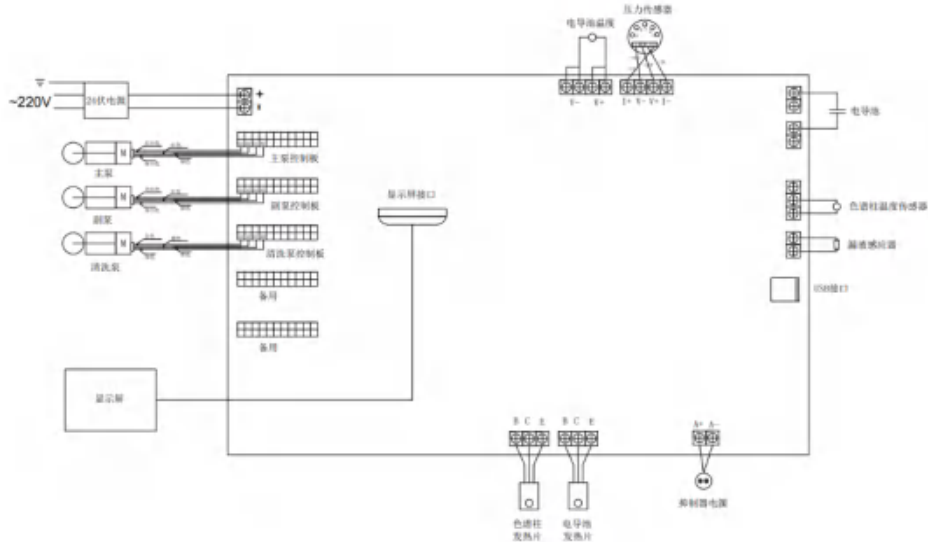 电导池温度
压力传感器
~220V
24伏电源
+
V- V+
I+ V- V+ I-
电导池
主泵控制板
M
主泵
副泵控制板
M
副泵
显示屏接口
色谱柱温度传感器
清洗泵控制板
M
清洗泵
漏液感应器
USB接口
备用
备用
显示屏
B C E
B C E
A+ A-
抑制器电源
色谱柱
发热片
电导池
发热片